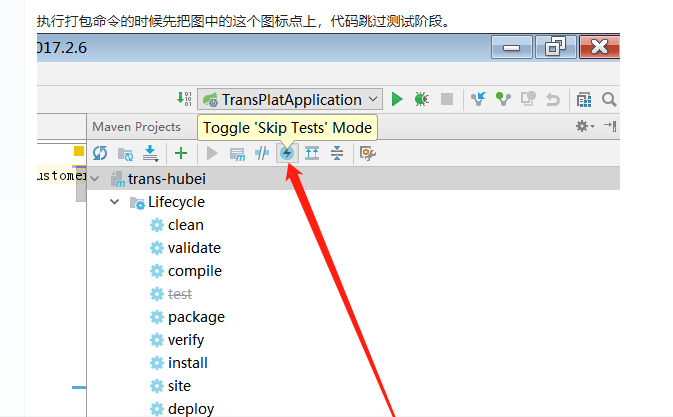 执行打包命令的时候先把图中的这个图标点上，代码跳过测试阶段。
017.2.6
TransPlatApplication
Maven Projects
Toggle 'Skip Tests' Mode
ustomer
trans-hubei
Lifecycle
clean
validate
compile
test
package
verify
install
site
deploy